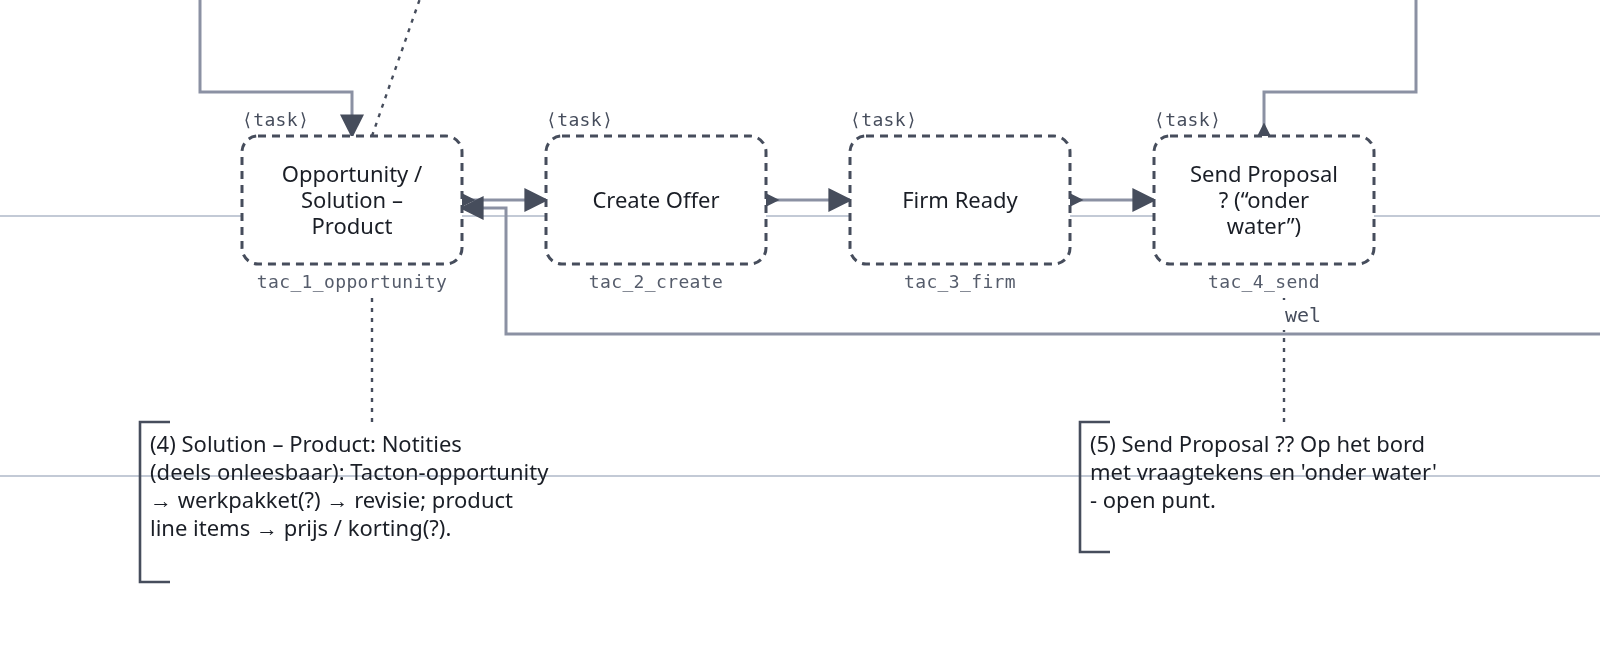 ⟨task⟩
⟨task⟩
⟨task⟩
⟨task⟩
Opportunity /
Solution –
Product
Create Offer
Firm Ready
Send Proposal
? (“onder
water”)
tac_1_opportunity
tac_2_create
tac_3_firm
tac_4_send
wel
(4) Solution – Product: Notities
(deels onleesbaar): Tacton-opportunity
→ werkpakket(?) → revisie; product
line items → prijs / korting(?).
(5) Send Proposal ?? Op het bord
met vraagtekens en 'onder water'
- open punt.